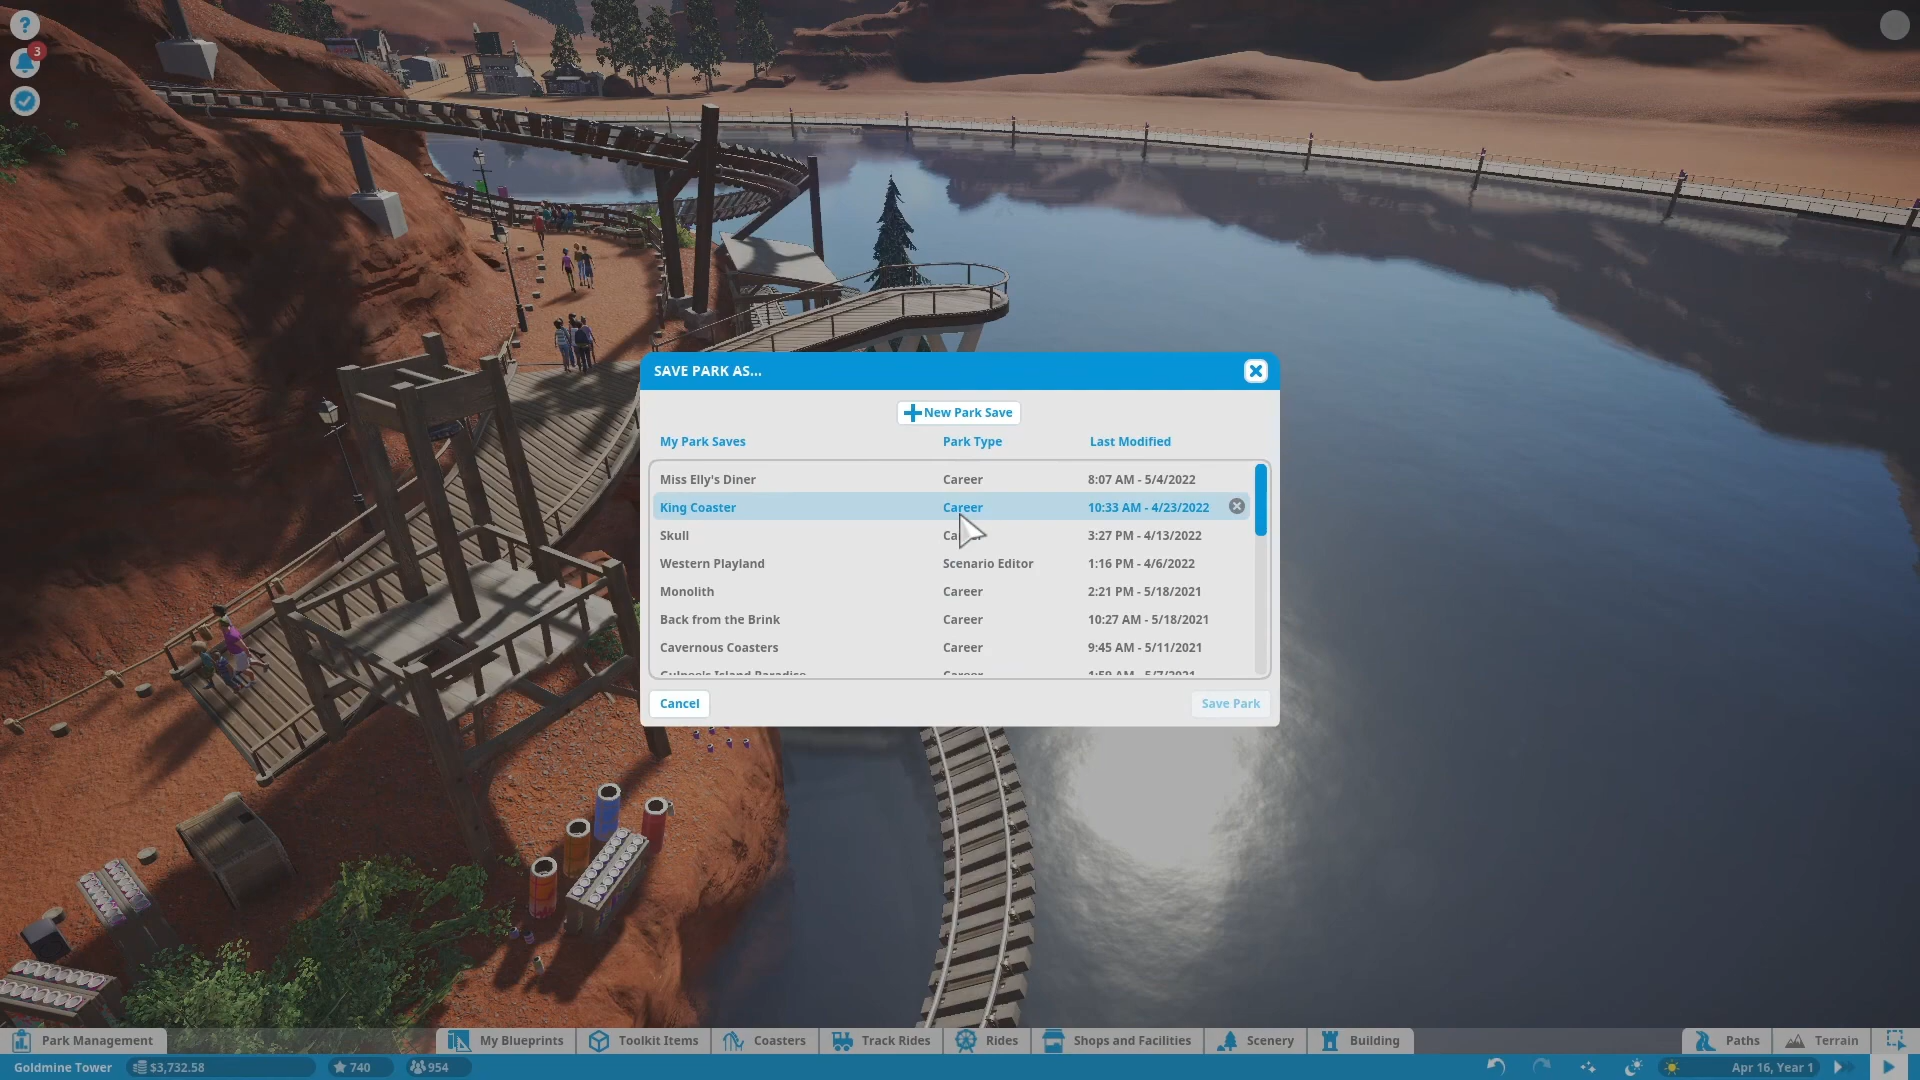 ?
3
SAVE PARK AS...
New Park Save
My Park Saves Park Type Last Modified
Miss Elly's Diner Career 8:07 AM - 5/4/2022
King Coaster Career 10:33 AM - 4/23/2022
Skull 3:27 PM - 4/13/2022
Western Playland Scenario Editor 1:16 PM - 4/6/2022
Monolith Career 2:21 PM - 5/18/2021
Back from the Brink Career 10:27 AM - 5/18/2021
Cavernous Coasters Career 9:45 AM - 5/11/2021
Cancel Save Park
Park Management My Blueprints Toolkit Items Coasters Track Rides Rides Shops and Facilities Scenery Building Paths Terrain
Goldmine Tower $3,732.58 740 954 Apr 16, Year 1